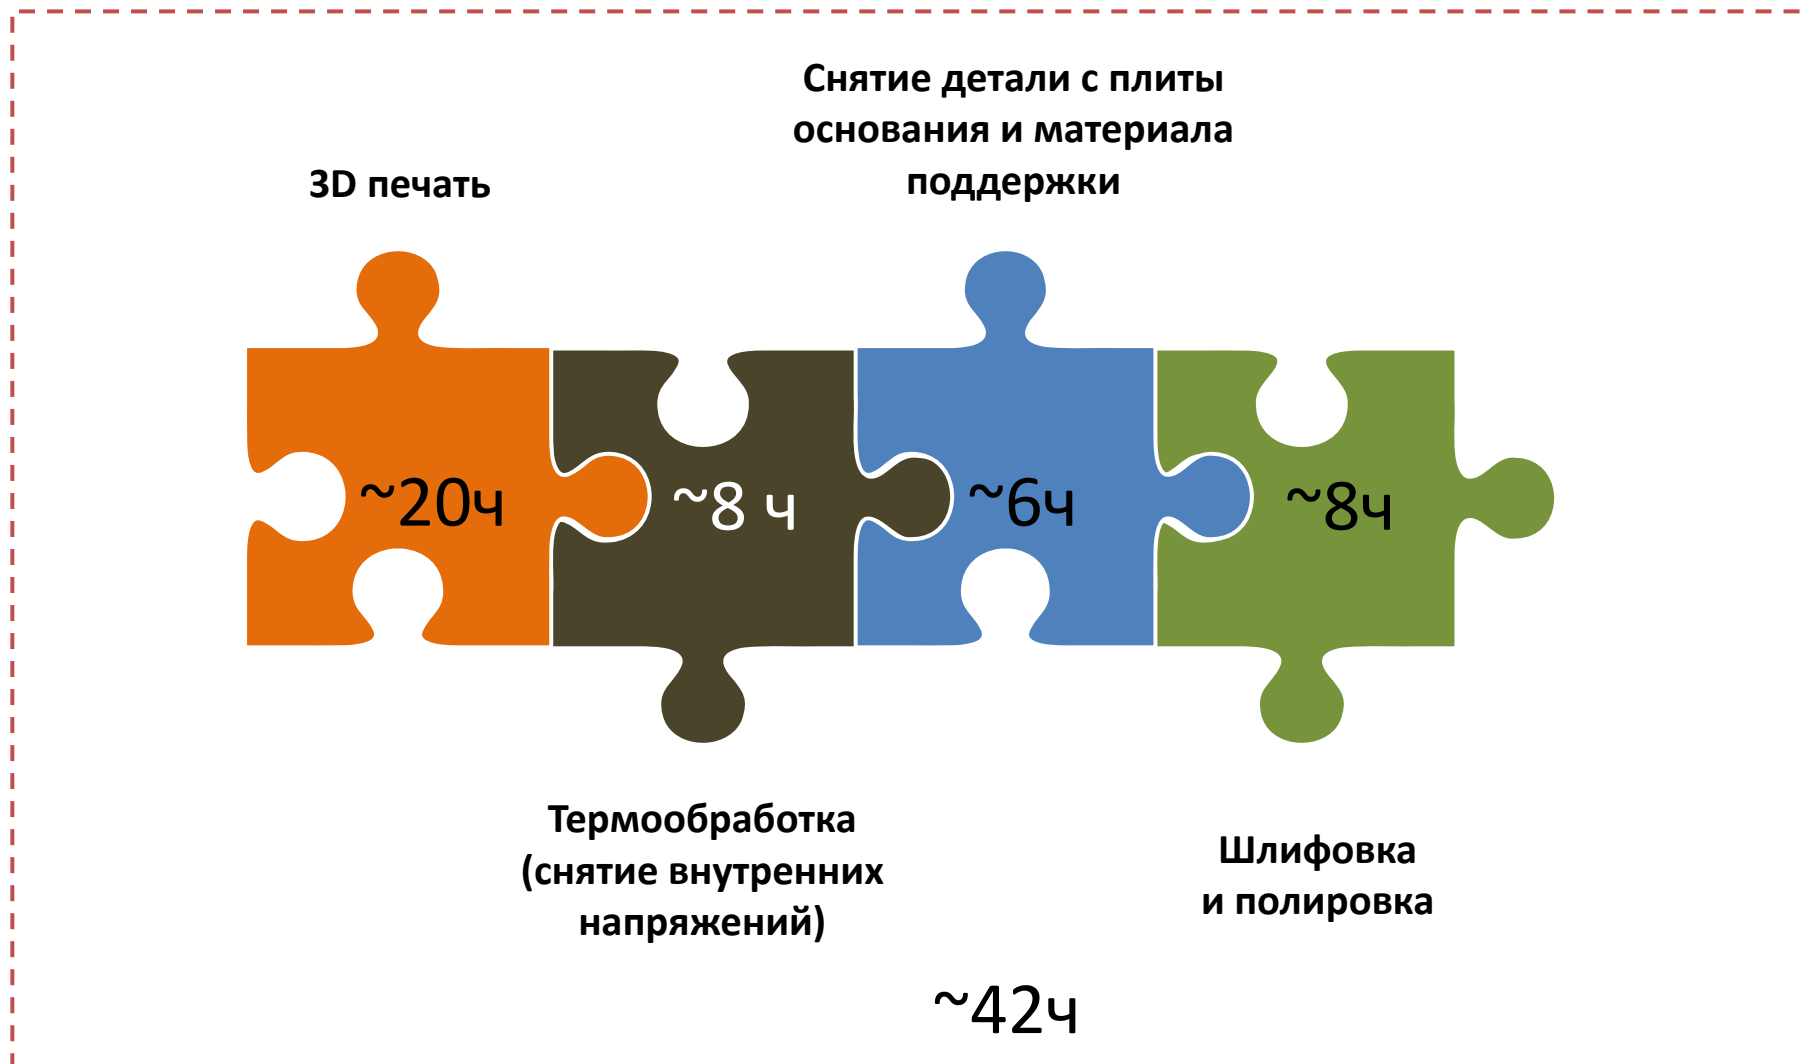 Снятие детали с плиты
основания и материала
поддержки
3D печать
~20ч
~8 ч
~6ч
~8ч
Термообработка
(снятие внутренних
напряжений)
Шлифовка
и полировка
~42ч